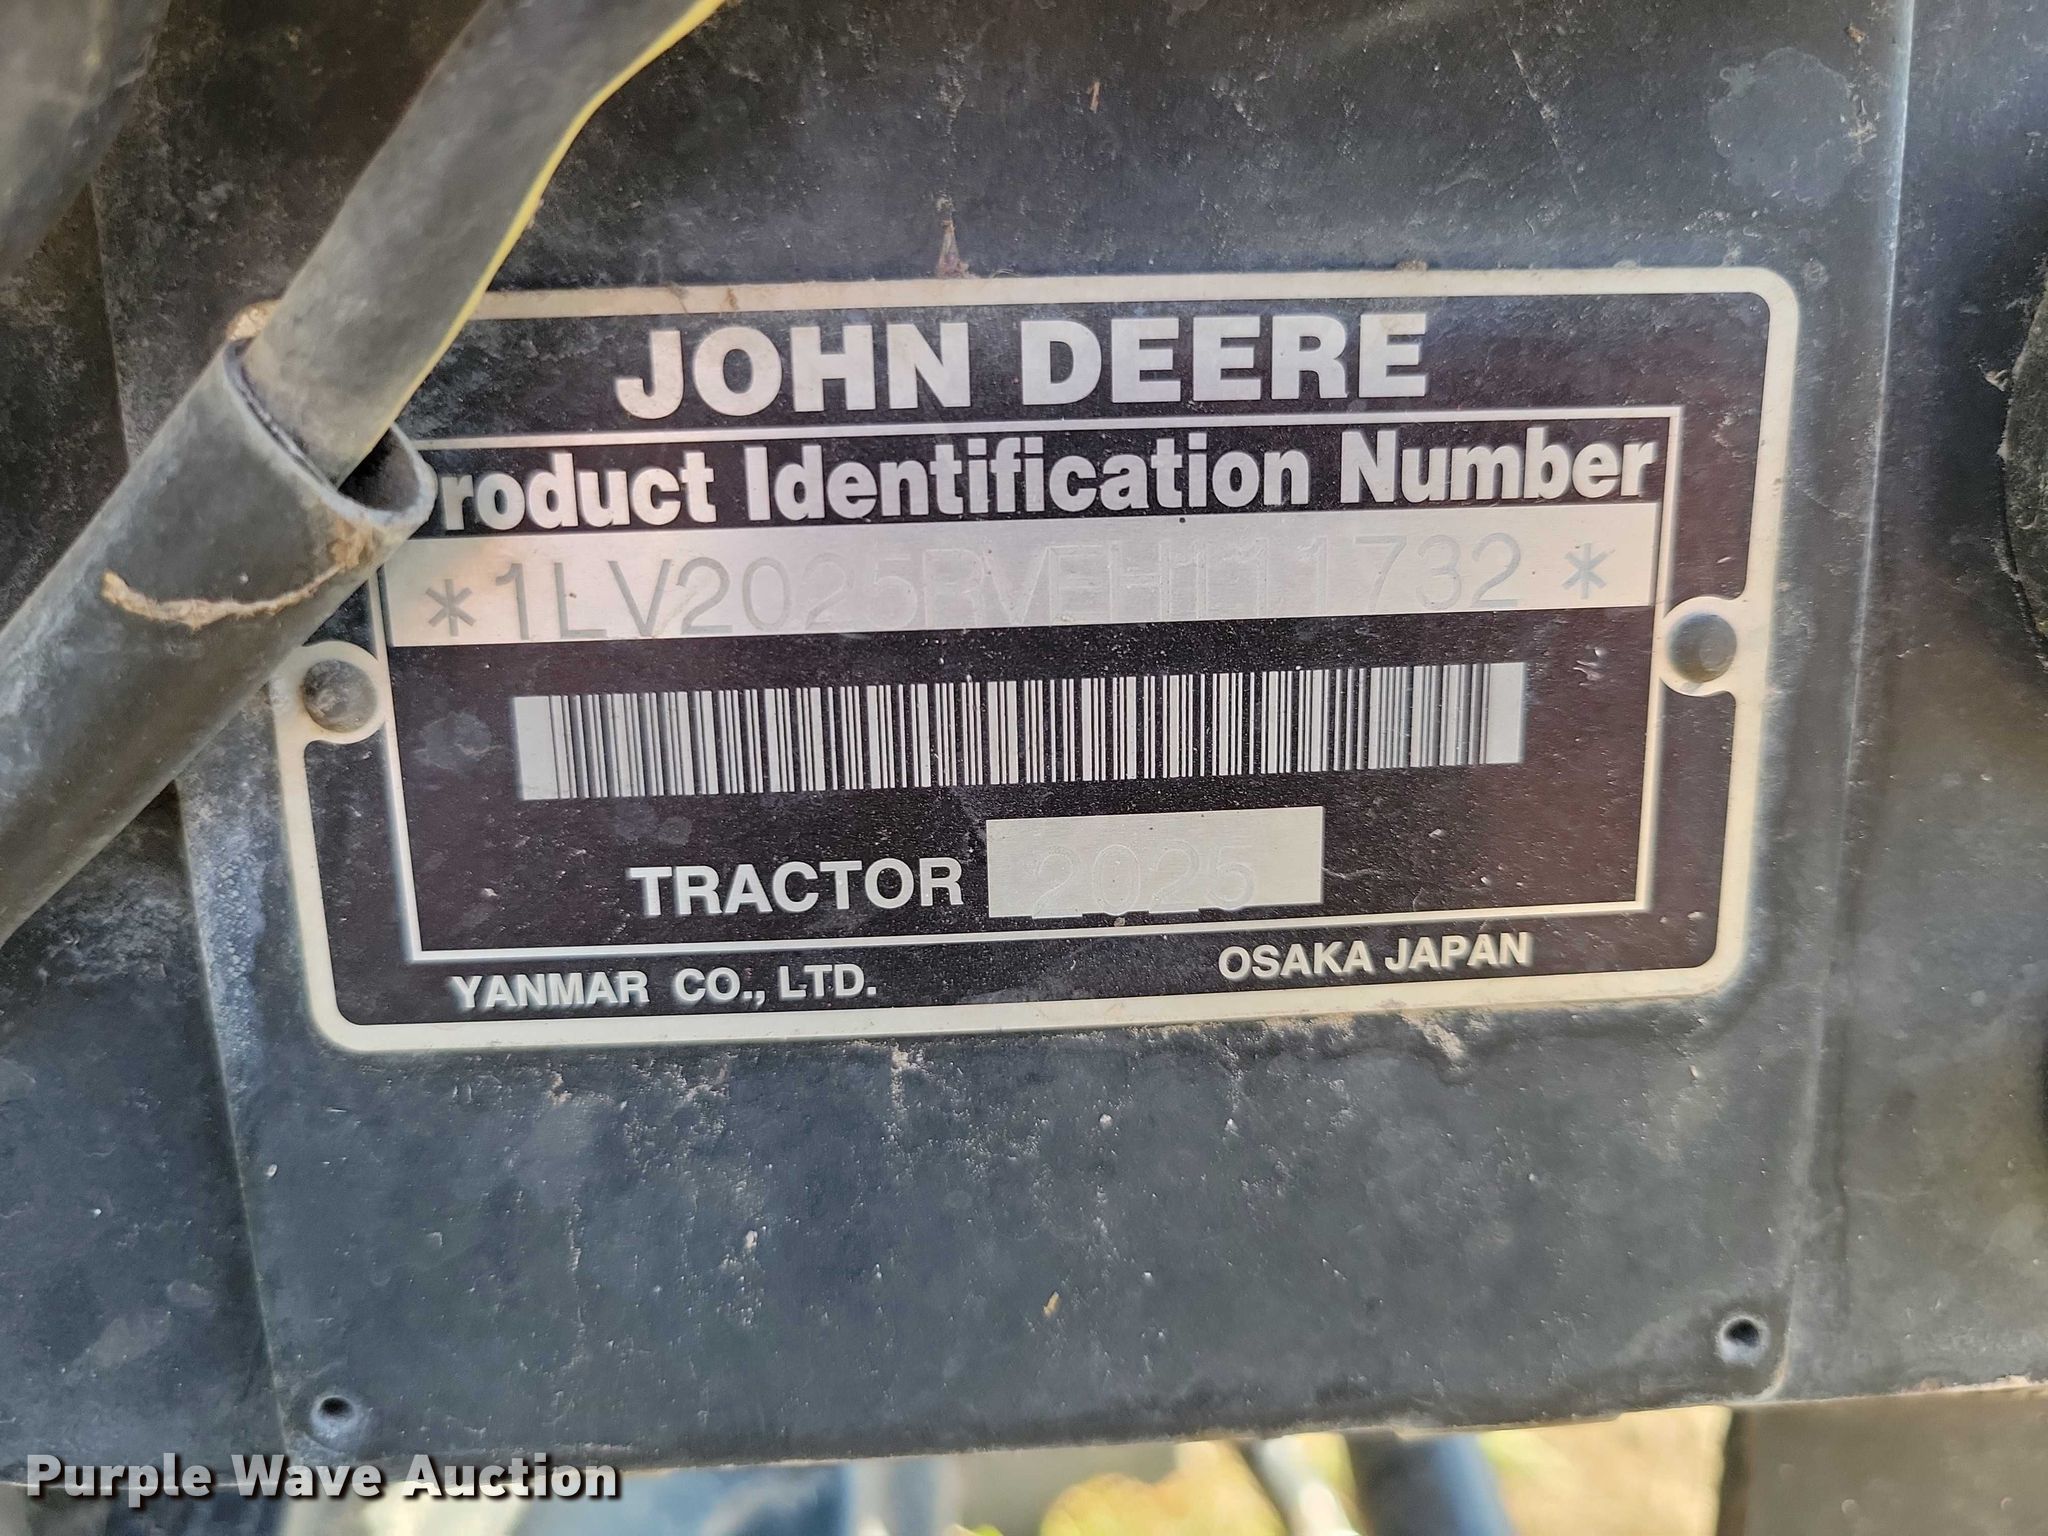 JOHN DEERE
Product Identification Number
*1LV2025RVEH111732*
TRACTOR 2025
YANMAR CO., LTD. OSAKA JAPAN
Purple Wave Auction